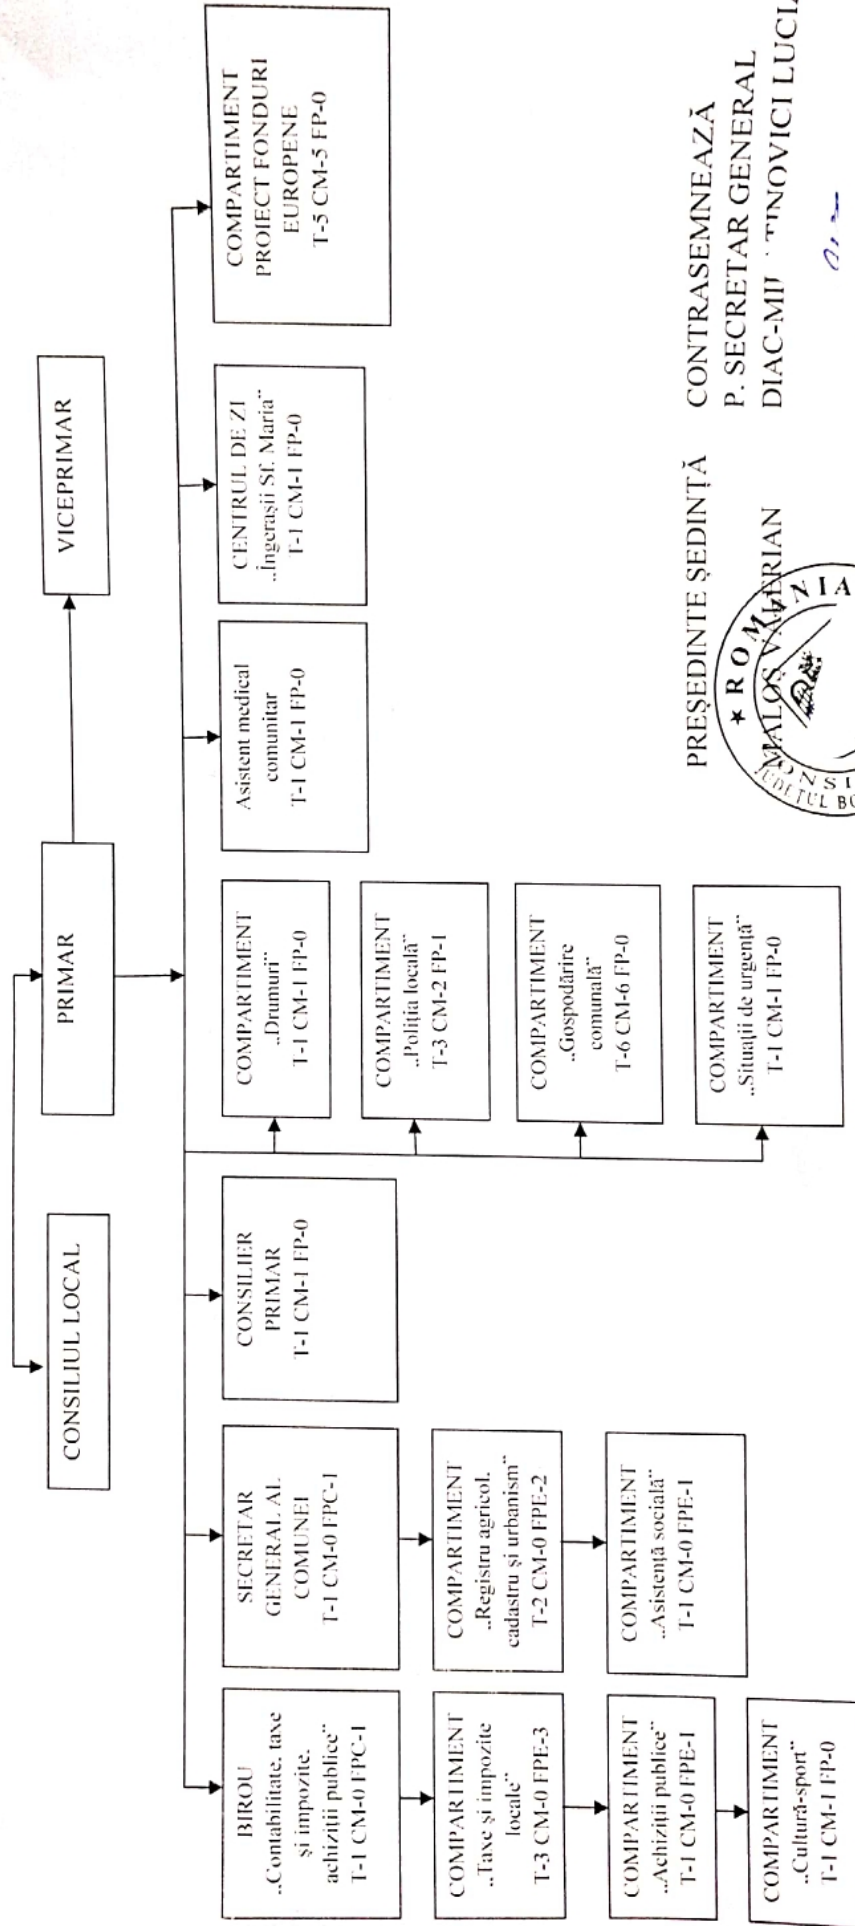 CONSILIUL LOCAL
PRIMAR
VICEPRIMAR
BIROU
„Contabilitate, taxe
și impozite,
achiziții publice”
T-1 CM-0 FPC-1
COMPARTIMENT
„Taxe și impozite
locale”
T-3 CM-0 FPE-3
COMPARTIMENT
„Achiziții publice”
T-1 CM-0 FPE-1
COMPARTIMENT
„Cultură-sport”
T-1 CM-1 FP-0
SECRETAR
GENERAL AL
COMUNEI
T-1 CM-0 FPC-1
COMPARTIMENT
„Registru agricol.
cadastru și urbanism”
T-2 CM-0 FPE-2
COMPARTIMENT
„Asistență socială”
T-1 CM-0 FPE-1
CONSILIER
PRIMAR
T-1 CM-1 FP-0
COMPARTIMENT
„Drumuri”
T-1 CM-1 FP-0
COMPARTIMENT
„Poliția locală”
T-3 CM-2 FP-1
COMPARTIMENT
„Gospodărire
comunală”
T-6 CM-6 FP-0
COMPARTIMENT
„Situații de urgență”
T-1 CM-1 FP-0
Asistent medical
comunitar
T-1 CM-1 FP-0
CENTRUL DE ZI
„Îngerașii Sf. Maria”
T-1 CM-1 FP-0
COMPARTIMENT
PROIECT FONDURI
EUROPENE
T-5 CM-5 FP-0
PREȘEDINTE ȘEDINȚĂ
VALERIAN
★ ROMÂNIA
JUDEȚUL
CONTRASEMNEAZĂ
P. SECRETAR GENERAL